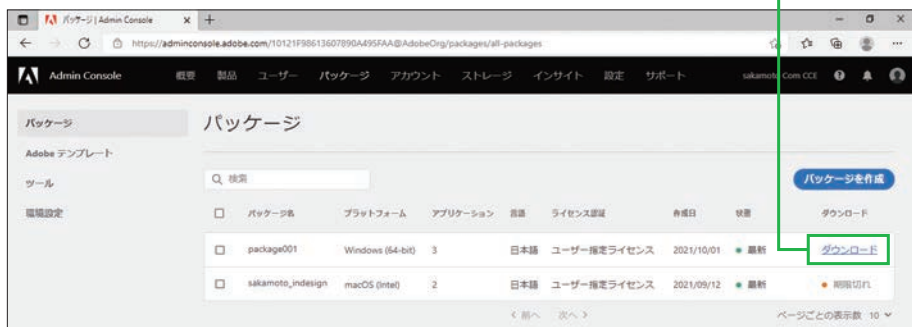 パッケージ | Admin Console
https://adminconsole.adobe.com/10121F98613607890A495FAA@AdobeOrg/packages/all-packages
Admin Console 概要 製品 ユーザー パッケージ アカウント ストレージ インサイト 設定 サポート sakamoto Com CCE
パッケージ
Adobe テンプレート
ツール
環境設定
パッケージ
検索
パッケージを作成
パッケージ名 プラットフォーム アプリケーション 言語 ライセンス認証 作成日 状態 ダウンロード
package001 Windows (64-bit) 3 日本語 ユーザー指定ライセンス 2021/10/01 最新 ダウンロード
sakamoto_indesign macOS (Intel) 2 日本語 ユーザー指定ライセンス 2021/09/12 最新 期限切れ
< 前へ 次へ > ページごとの表示数 10